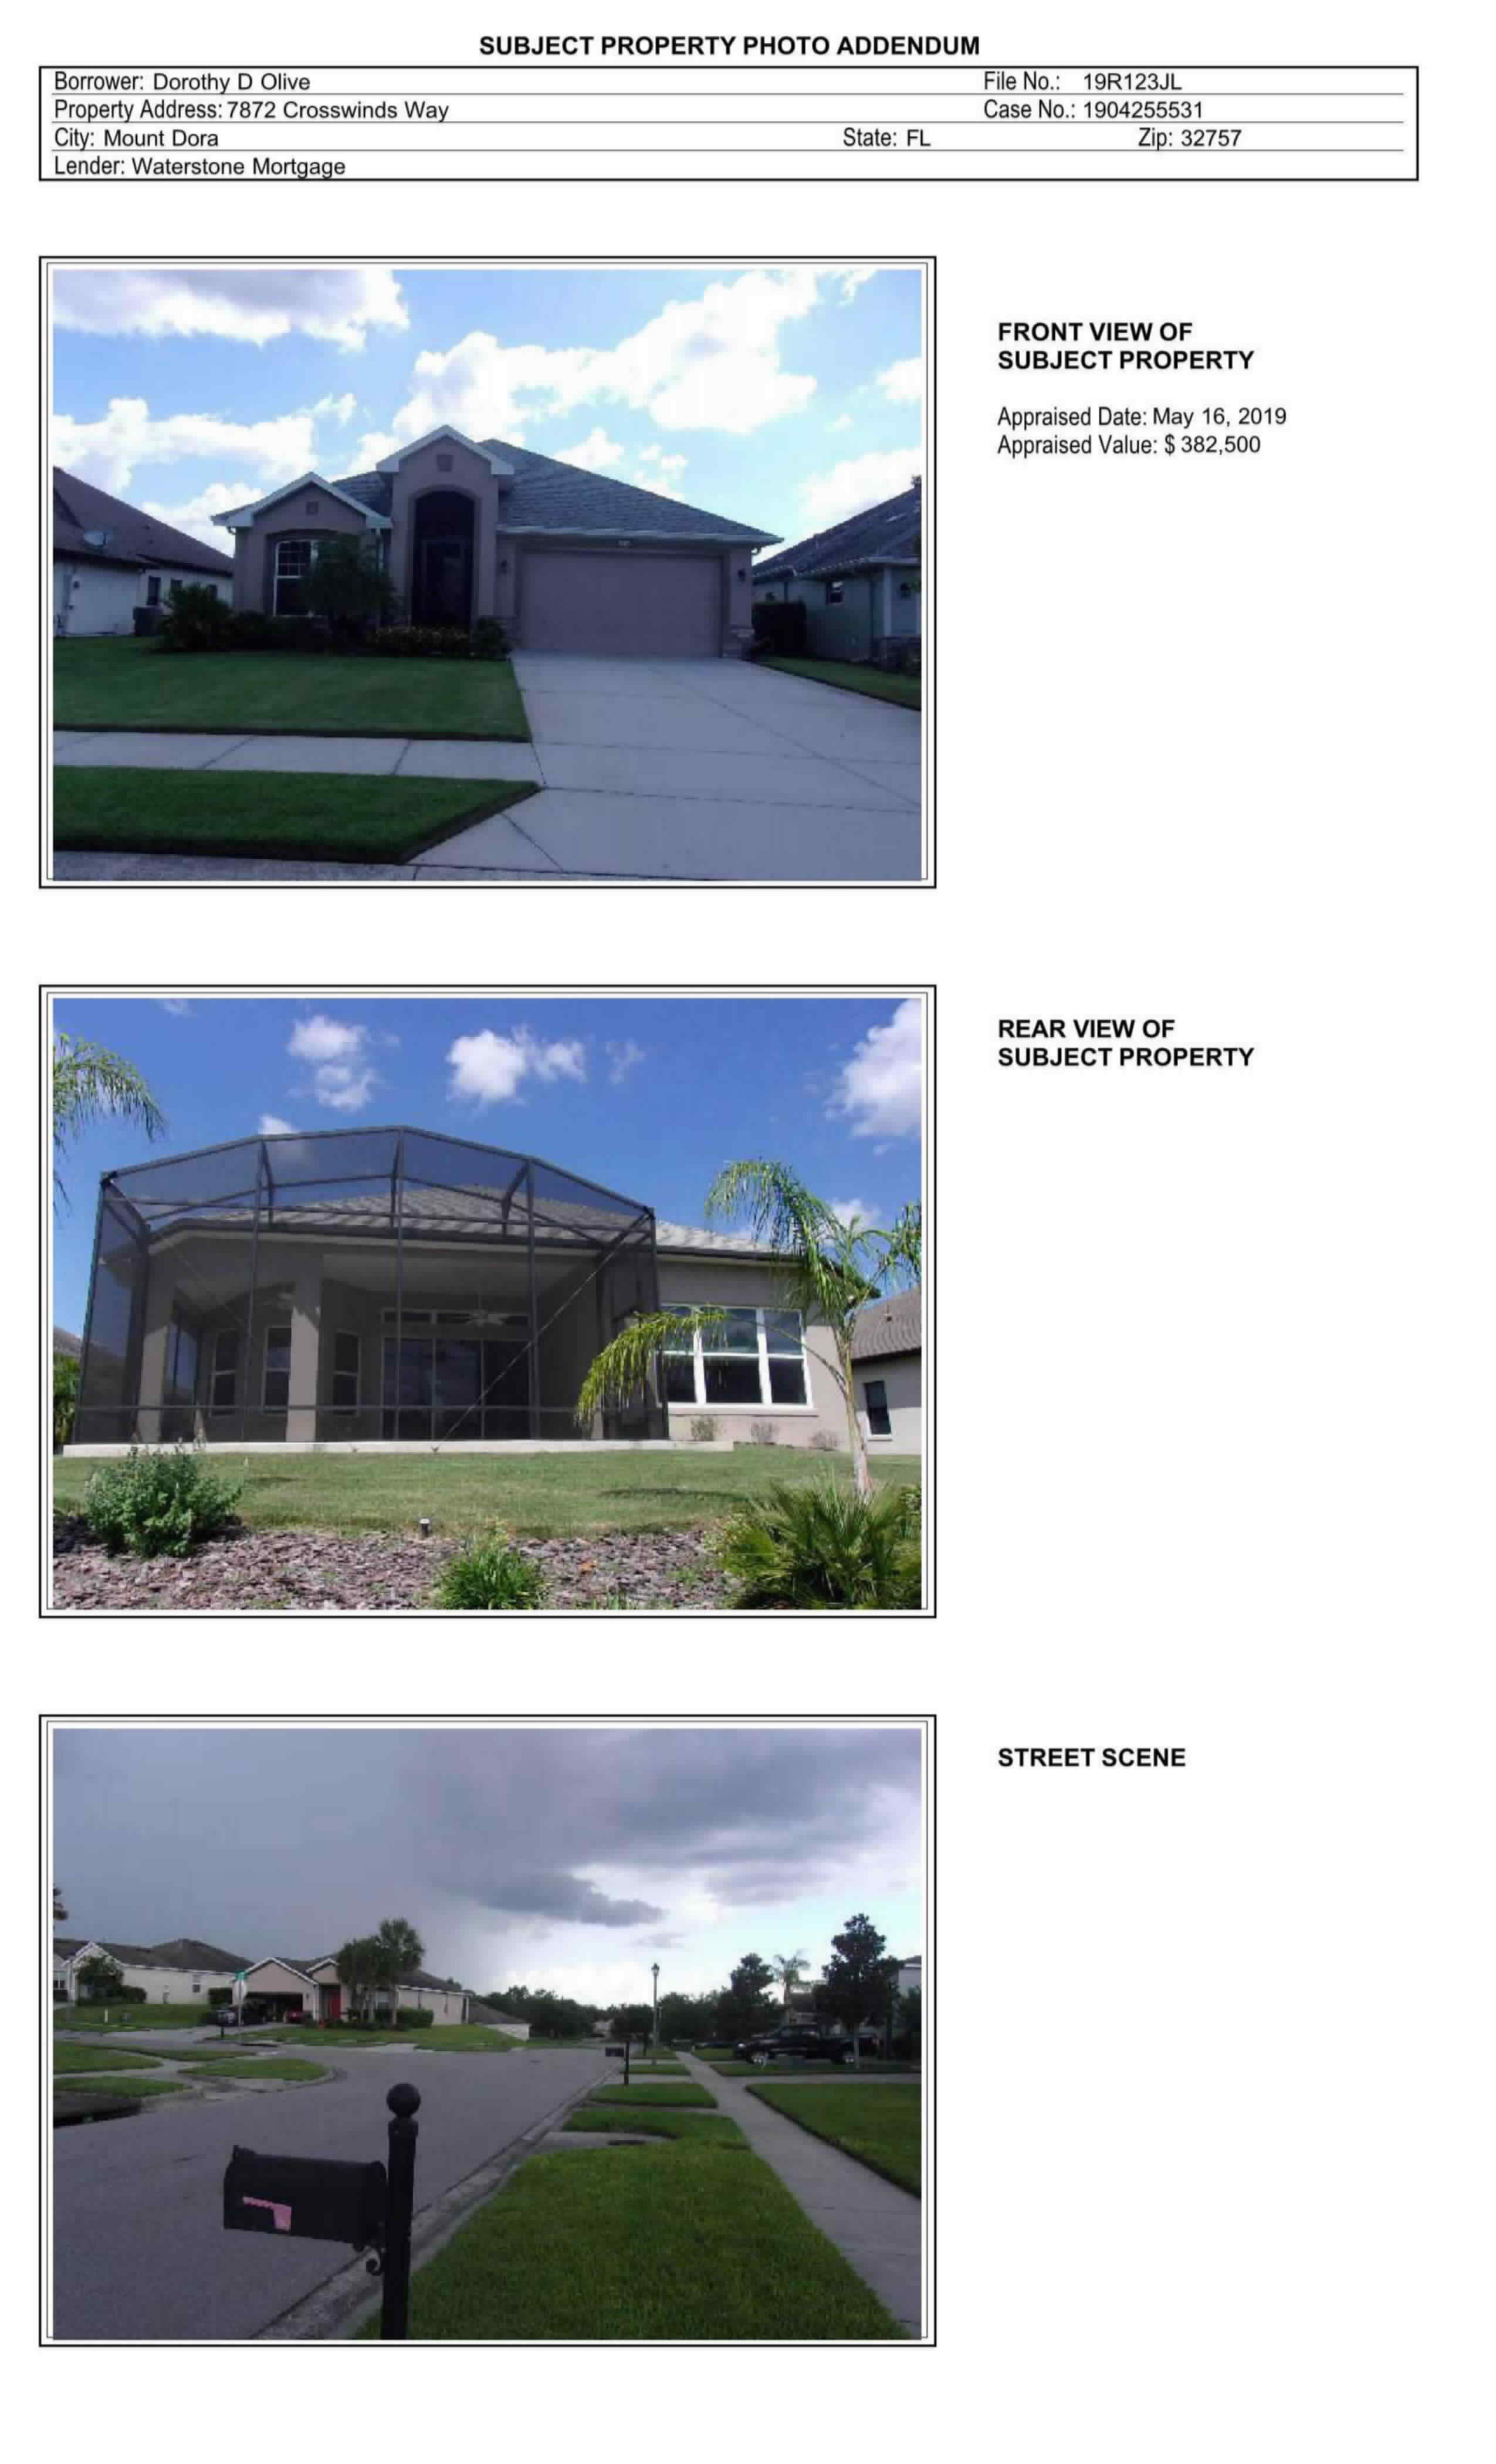 SUBJECT PROPERTY PHOTO ADDENDUM
Borrower: Dorothy D Olive File No.: 19R123JL
Property Address: 7872 Crosswinds Way Case No.: 1904255531
City: Mount Dora State: FL Zip: 32757
Lender: Waterstone Mortgage
FRONT VIEW OF
SUBJECT PROPERTY
Appraised Date: May 16, 2019
Appraised Value: $ 382,500
REAR VIEW OF
SUBJECT PROPERTY
STREET SCENE